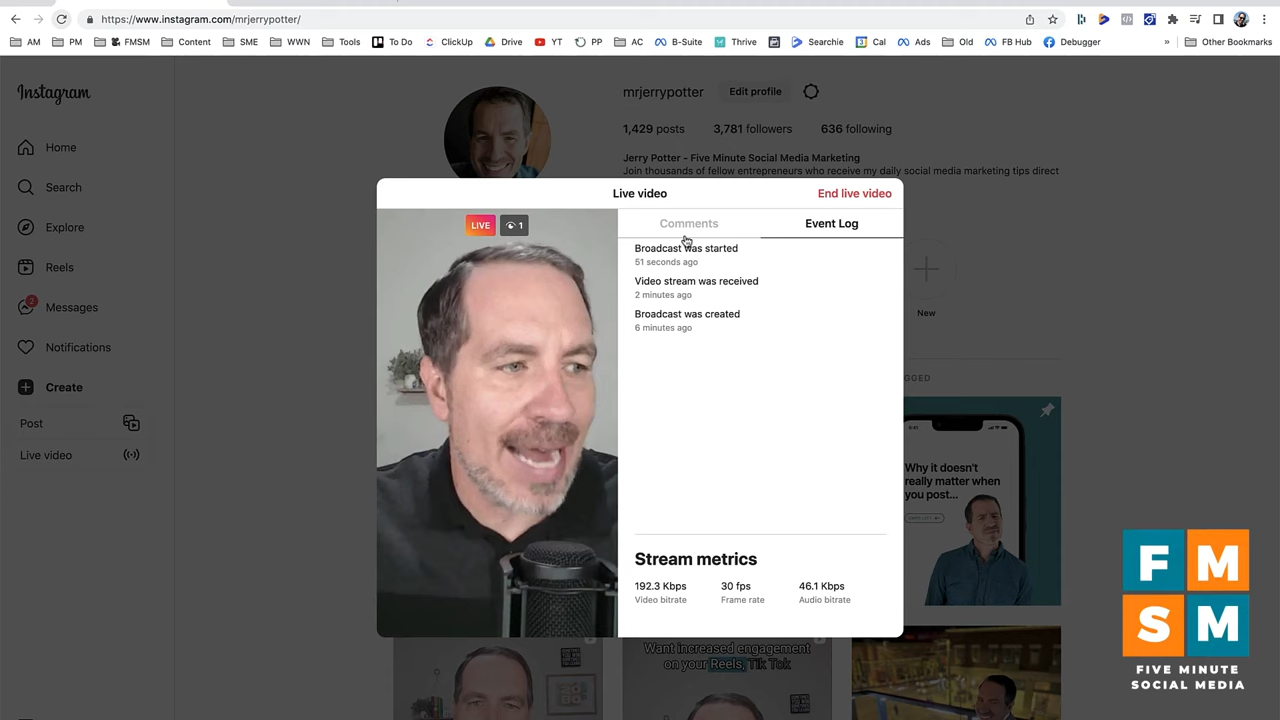 https://www.instagram.com/mrjerrypotter/
AM PM FMSM Content SME WWN Tools To Do ClickUp Drive YT PP AC B-Suite Thrive Searchie Cal Ads Old FB Hub Debugger » Other Bookmarks
Instagram
mrjerrypotter Edit profile
1,429 posts 3,781 followers 636 following
Jerry Potter - Five Minute Social Media Marketing
Join thousands of fellow entrepreneurs who receive my daily social media marketing tips direct
Home
Search
Explore
Reels
2
Messages
Notifications
Create
Post
Live video
Live video End live video
LIVE 1
Comments Event Log
Broadcast was started
51 seconds ago
Video stream was received
2 minutes ago
Broadcast was created
6 minutes ago
Stream metrics
192.3 Kbps 30 fps 46.1 Kbps
Video bitrate Frame rate Audio bitrate
New
GGED
Why it doesn't
really matter when
you post...
Want increased engagement
on your Reels, Tik Tok
F M
S M
FIVE MINUTE
SOCIAL MEDIA